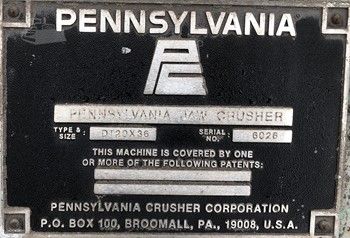 PENNSYLVANIA
PENNSYLVANIA JAW CRUSHER
TYPE & SIZE DT20X36 SERIAL NO. 6026
THIS MACHINE IS COVERED BY ONE
OR MORE OF THE FOLLOWING PATENTS:
PENNSYLVANIA CRUSHER CORPORATION
P.O. BOX 100, BROOMALL, PA., 19008, U.S.A.